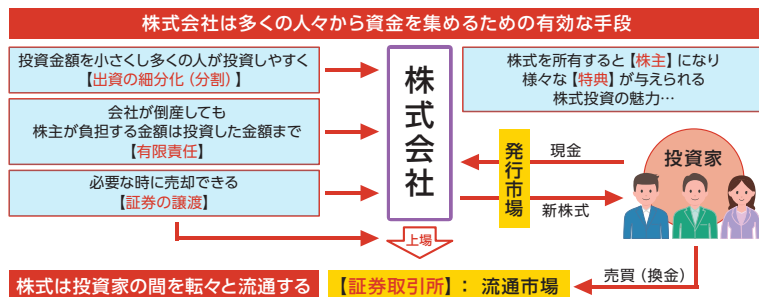 株式会社は多くの人々から資金を集めるための有効な手段
投資金額を小さくし多くの人が投資しやすく
【出資の細分化（分割）】
会社が倒産しても
株主が負担する金額は投資した金額まで
【有限責任】
必要な時に売却できる
【証券の譲渡】
株式会社
上場
株式を所有すると【株主】になり
様々な【特典】が与えられる
株式投資の魅力…
発行市場
現金
新株式
投資家
売買（換金）
株式は投資家の間を転々と流通する
【証券取引所】：流通市場